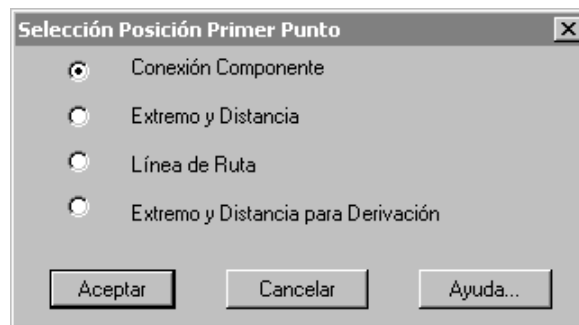 Selección Posición Primer Punto
Conexión Componente
Extremo y Distancia
Línea de Ruta
Extremo y Distancia para Derivación
Aceptar Cancelar Ayuda...